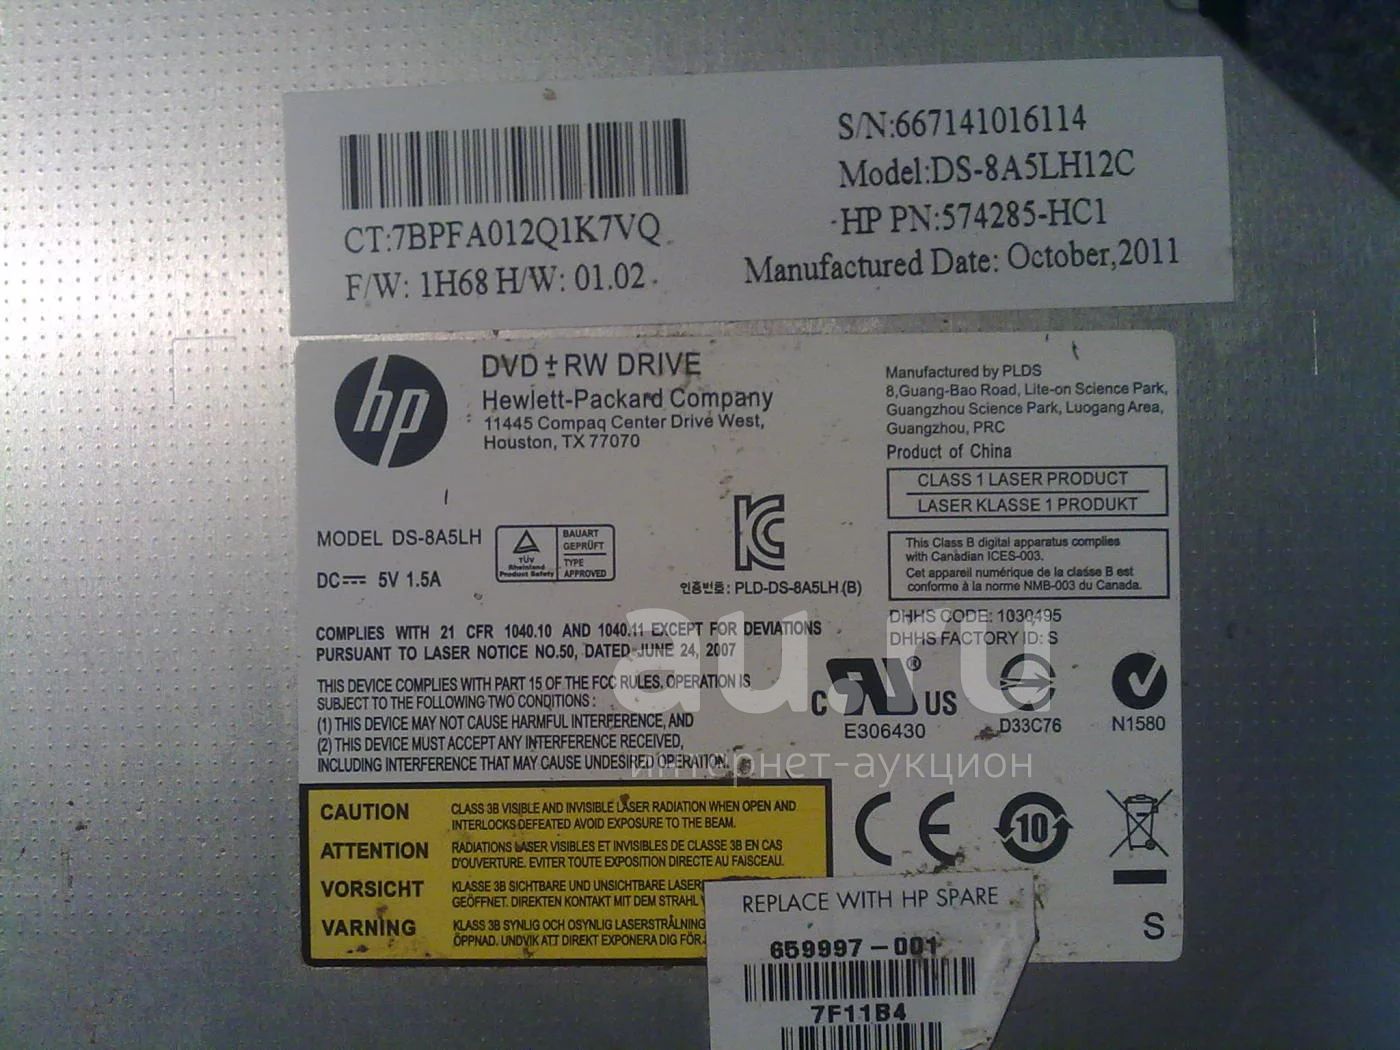 S/N:667141016114
Model:DS-8A5LH12C
HP PN:574285-HC1
Manufactured Date: October,2011
CT:7BPFA012Q1K7VQ
F/W: 1H68 H/W: 01.02
hp
DVD±RW DRIVE
Hewlett-Packard Company
11445 Compaq Center Drive West,
Houston, TX 77070
Manufactured by PLDS
8,Guang-Bao Road, Lite-on Science Park,
Guangzhou Science Park, Luogang Area,
Guangzhou, PRC
Product of China
CLASS 1 LASER PRODUCT
LASER KLASSE 1 PRODUKT
MODEL DS-8A5LH
DC 5V 1.5A
TÜV
Rheinland
Product Safety
BAUART
GEPRÜFT
TYPE
APPROVED
인증번호: PLD-DS-8A5LH (B)
This Class B digital apparatus complies
with Canadian ICES-003.
Cet appareil numérique de la classe B est
conforme à la norme NMB-003 du Canada.
DHHS CODE: 1030495
DHHS FACTORY ID: S
COMPLIES WITH 21 CFR 1040.10 AND 1040.11 EXCEPT FOR DEVIATIONS
PURSUANT TO LASER NOTICE NO.50, DATED JUNE 24, 2007
THIS DEVICE COMPLIES WITH PART 15 OF THE FCC RULES. OPERATION IS
SUBJECT TO THE FOLLOWING TWO CONDITIONS :
(1) THIS DEVICE MAY NOT CAUSE HARMFUL INTERFERENCE, AND
(2) THIS DEVICE MUST ACCEPT ANY INTERFERENCE RECEIVED,
INCLUDING INTERFERENCE THAT MAY CAUSE UNDESIRED OPERATION.
C UL® US
E306430
D33C76
N1580
au.ru
интернет-аукцион
CAUTION CLASS 3B VISIBLE AND INVISIBLE LASER RADIATION WHEN OPEN AND
INTERLOCKS DEFEATED AVOID EXPOSURE TO THE BEAM.
ATTENTION RADIATIONS LASER VISIBLES ET INVISIBLES DE CLASSE 3B EN CAS
D'OUVERTURE. EVITER TOUTE EXPOSITION DIRECTE AU FAISCEAU.
VORSICHT KLASSE 3B SICHTBARE UND UNSICHTBARE LASER
GEÖFFNET. DIREKTEN KONTAKT MIT DEM STRAHL
VARNING KLASS 3B SYNLIG OCH OSYNLIG LASERSTRÅLNING
ÖPPNAD. UNDVIK ATT DIREKT EXPONERA DIG FÖR
CE
10
S
REPLACE WITH HP SPARE
659997-001
7F11B4